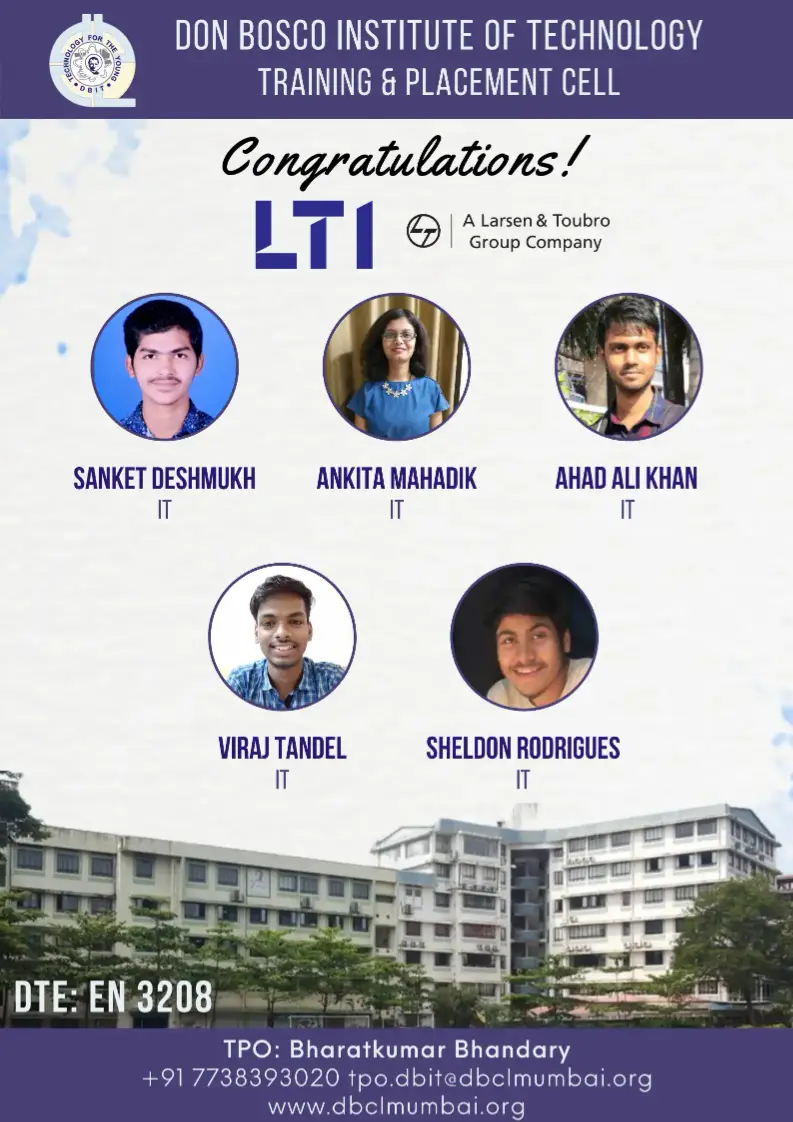 TECHNOLOGY FOR THE YOUNG
DBIT
DON BOSCO INSTITUTE OF TECHNOLOGY
TRAINING & PLACEMENT CELL
Congratulations!
LTI
A Larsen & Toubro
Group Company
SANKET DESHMUKH
IT
ANKITA MAHADIK
IT
AHAD ALI KHAN
IT
VIRAJ TANDEL
IT
SHELDON RODRIGUES
IT
DTE: EN 3208
TPO: Bharatkumar Bhandary
+91 7738393020 tpo.dbit@dbclmumbai.org
www.dbclmumbai.org